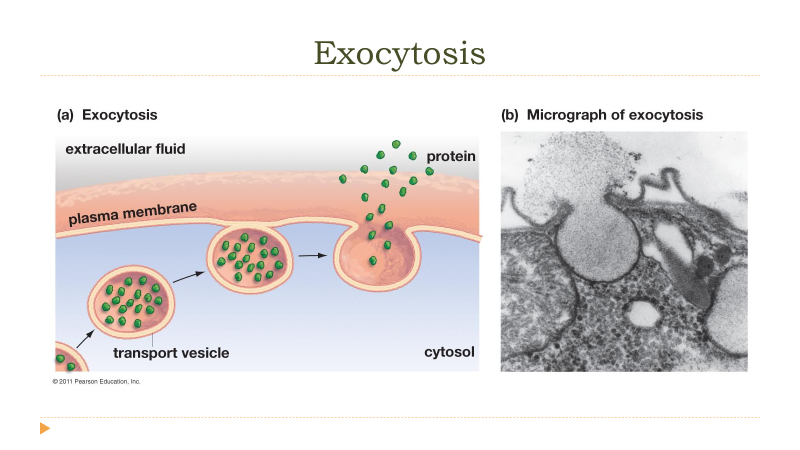 Exocytosis
(a) Exocytosis
extracellular fluid
protein
plasma membrane
transport vesicle
cytosol
© 2011 Pearson Education, Inc.
(b) Micrograph of exocytosis